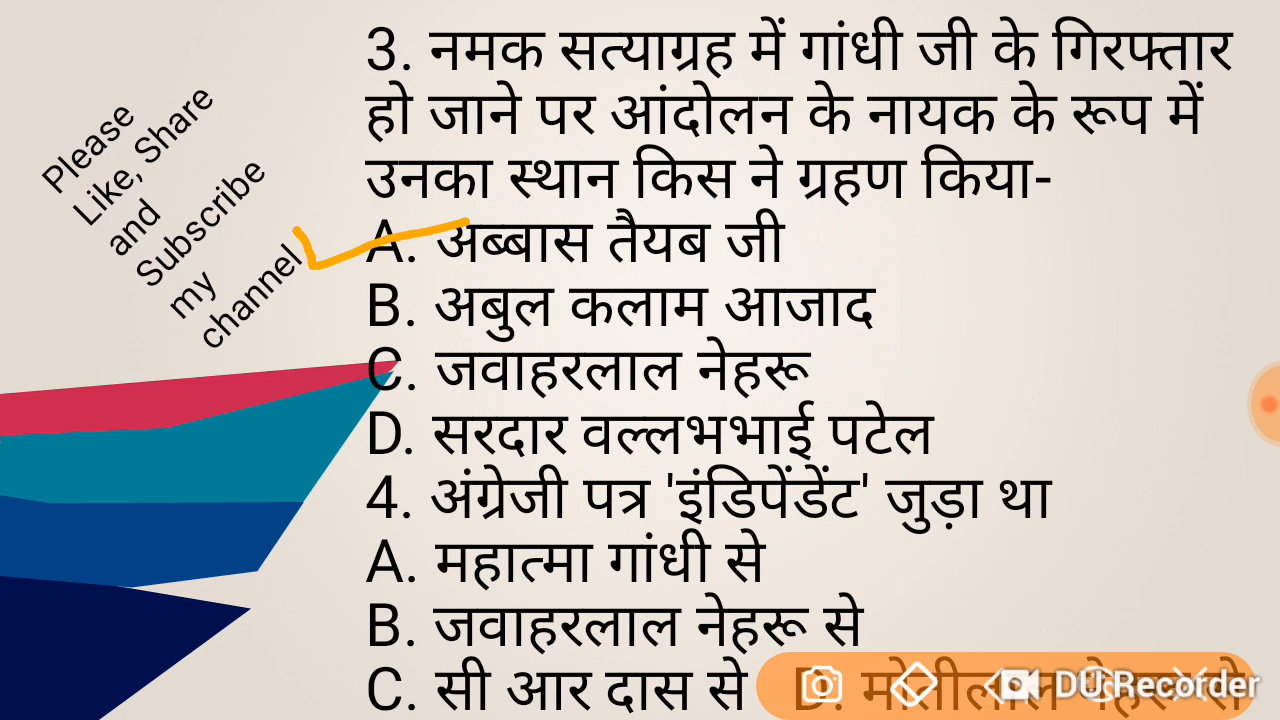 Please
Like, Share
and
Subscribe
my
channel
3. नमक सत्याग्रह में गांधी जी के गिरफ्तार
हो जाने पर आंदोलन के नायक के रूप में
उनका स्थान किस ने ग्रहण किया-
A. अब्बास तैयब जी
B. अबुल कलाम आजाद
C. जवाहरलाल नेहरू
D. सरदार वल्लभभाई पटेल
4. अंग्रेजी पत्र 'इंडिपेंडेंट' जुड़ा था
A. महात्मा गांधी से
B. जवाहरलाल नेहरू से
C. सी आर दास से D. मोतीलाल नेहरू से
DU Recorder